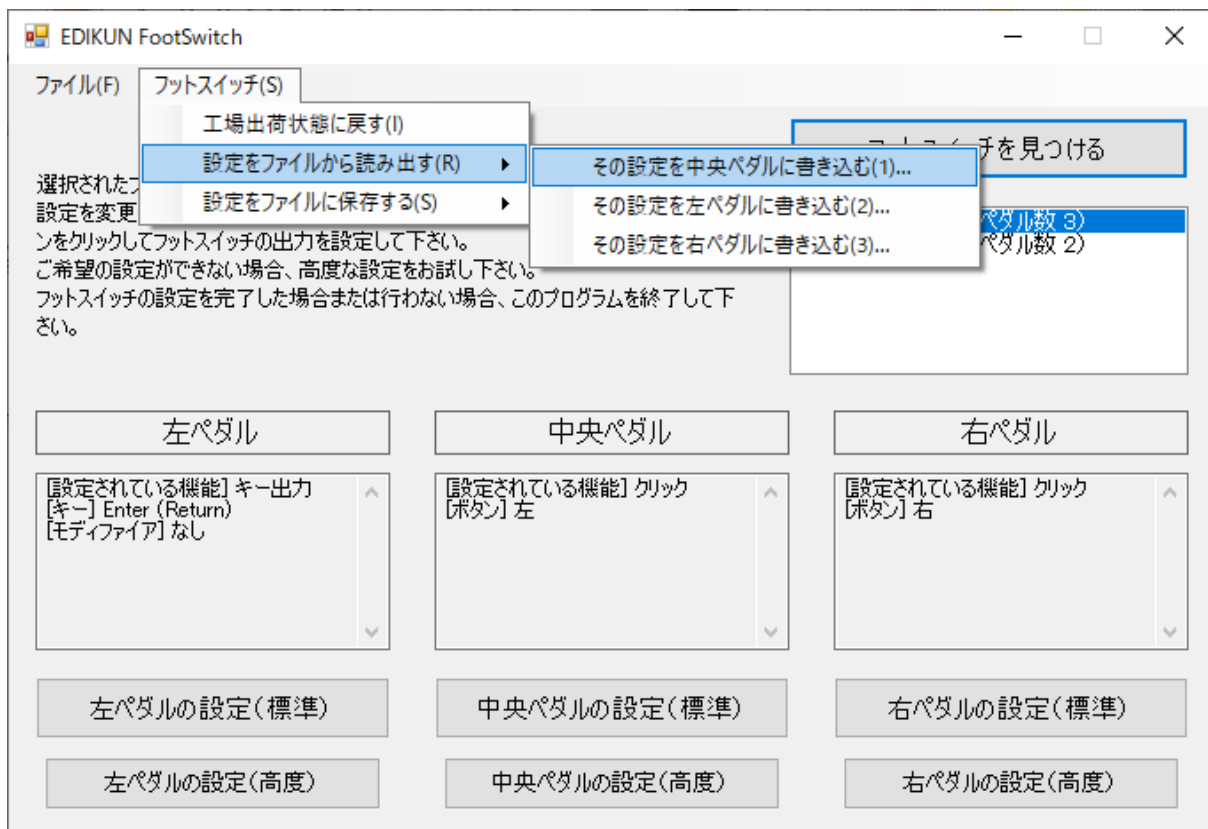 EDIKUN FootSwitch
ファイル(F) フットスイッチ(S)
工場出荷状態に戻す(I)
設定をファイルから読み出す(R)
設定をファイルに保存する(S)
その設定を中央ペダルに書き込む(1)...
その設定を左ペダルに書き込む(2)...
その設定を右ペダルに書き込む(3)...
チを見つける
選択された
設定を変更
ンをクリックしてフットスイッチの出力を設定して下さい。
ご希望の設定ができない場合、高度な設定をお試し下さい。
フットスイッチの設定を完了した場合または行わない場合、このプログラムを終了して下
さい。
ペダル数 3)
ペダル数 2)
左ペダル
[設定されている機能] キー出力
[キー] Enter (Return)
[モディファイア] なし
左ペダルの設定(標準)
左ペダルの設定(高度)
中央ペダル
[設定されている機能] クリック
[ボタン] 左
中央ペダルの設定(標準)
中央ペダルの設定(高度)
右ペダル
[設定されている機能] クリック
[ボタン] 右
右ペダルの設定(標準)
右ペダルの設定(高度)